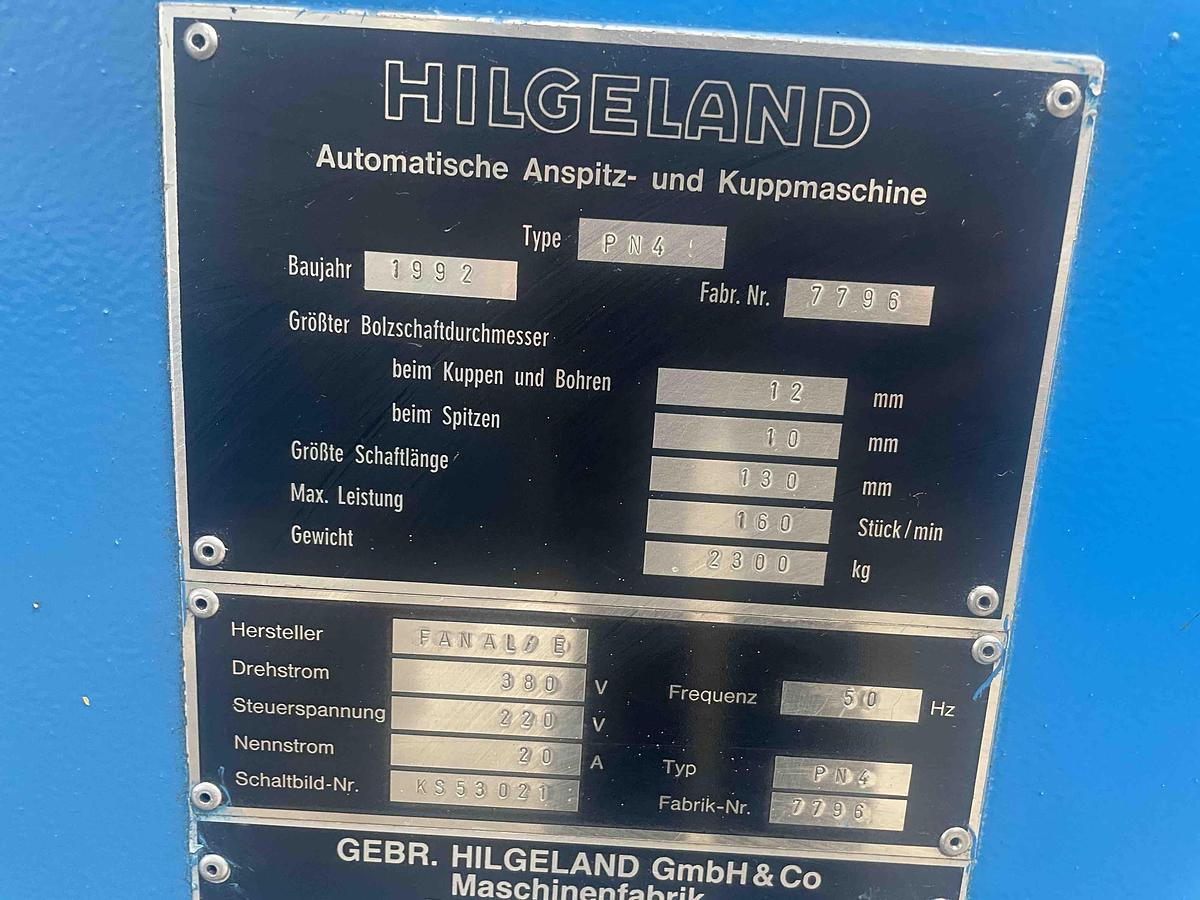 HILGELAND
Automatische Anspitz- und Kuppmaschine
Type PN4
Baujahr 1992 Fabr. Nr. 7796
Größter Bolzschaftdurchmesser
beim Kuppen und Bohren 12 mm
beim Spitzen 10 mm
Größte Schaftlänge 130 mm
Max. Leistung 160 Stück/min
Gewicht 2300 kg
Hersteller FANAL/E
Drehstrom 380 V Frequenz 50 Hz
Steuerspannung 220 V
Nennstrom 20 A Typ PN4
Schaltbild-Nr. KS53021 Fabrik-Nr. 7796
GEBR. HILGELAND GmbH & Co
Maschinenfabrik